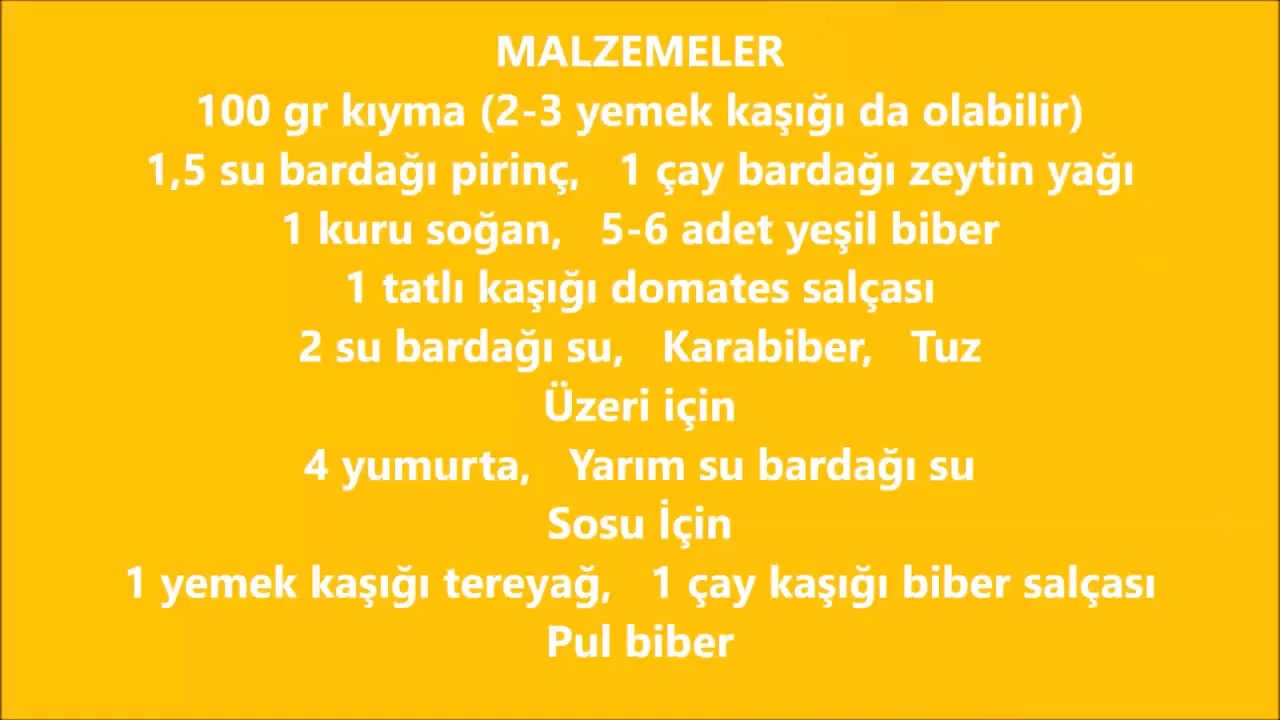 MALZEMELER
100 gr kıyma (2-3 yemek kaşığı da olabilir)
1,5 su bardağı pirinç,   1 çay bardağı zeytin yağı
1 kuru soğan,   5-6 adet yeşil biber
1 tatlı kaşığı domates salçası
2 su bardağı su,   Karabiber,   Tuz
Üzeri için
4 yumurta,   Yarım su bardağı su
Sosu İçin
1 yemek kaşığı tereyağ,   1 çay kaşığı biber salçası
Pul biber